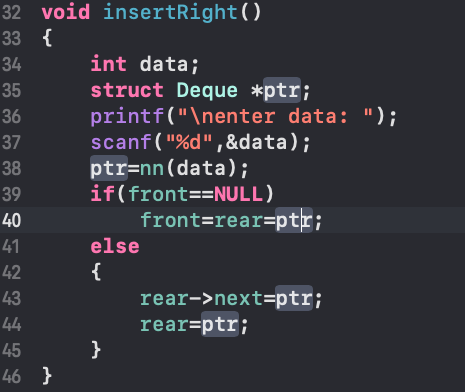 32 void insertRight()
33 {
34     int data;
35     struct Deque *ptr;
36     printf("\nenter data: ");
37     scanf("%d",&data);
38     ptr=nn(data);
39     if(front==NULL)
40         front=rear=ptr;
41     else
42     {
43         rear->next=ptr;
44         rear=ptr;
45     }
46 }